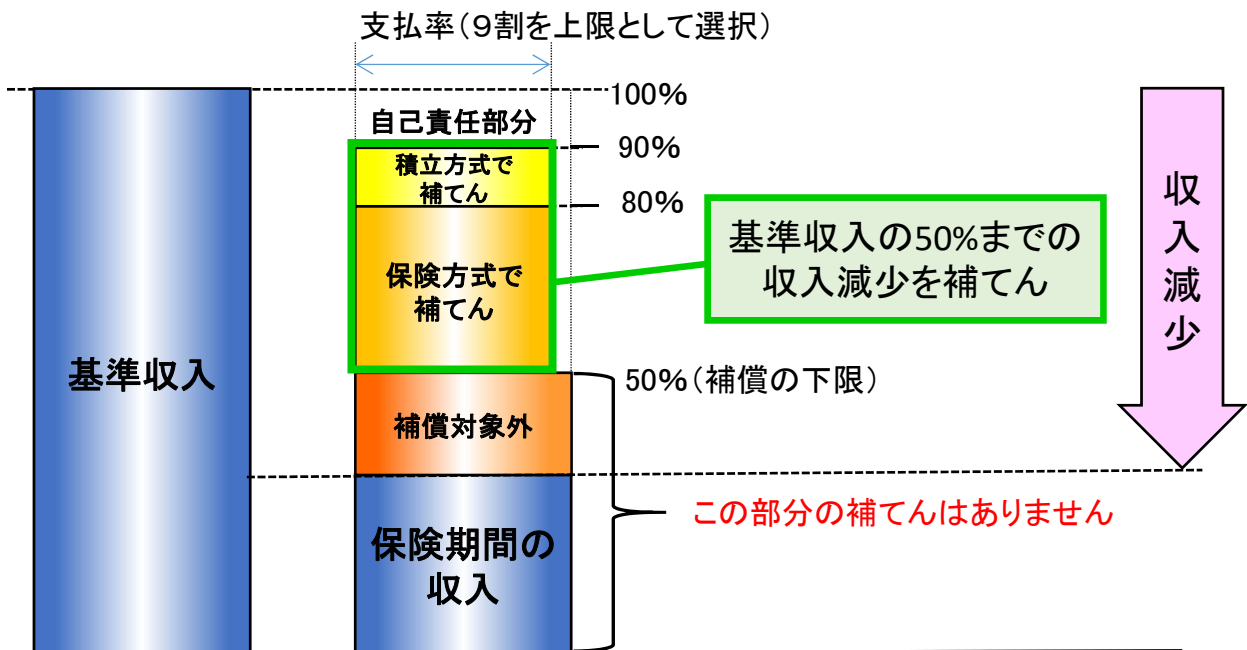 支払率（９割を上限として選択）
100%
自己責任部分
90%
積立方式で
補てん
80%
保険方式で
補てん
基準収入の50%までの
収入減少を補てん
収入減少
基準収入
50%（補償の下限）
補償対象外
この部分の補てんはありません
保険期間の
収入